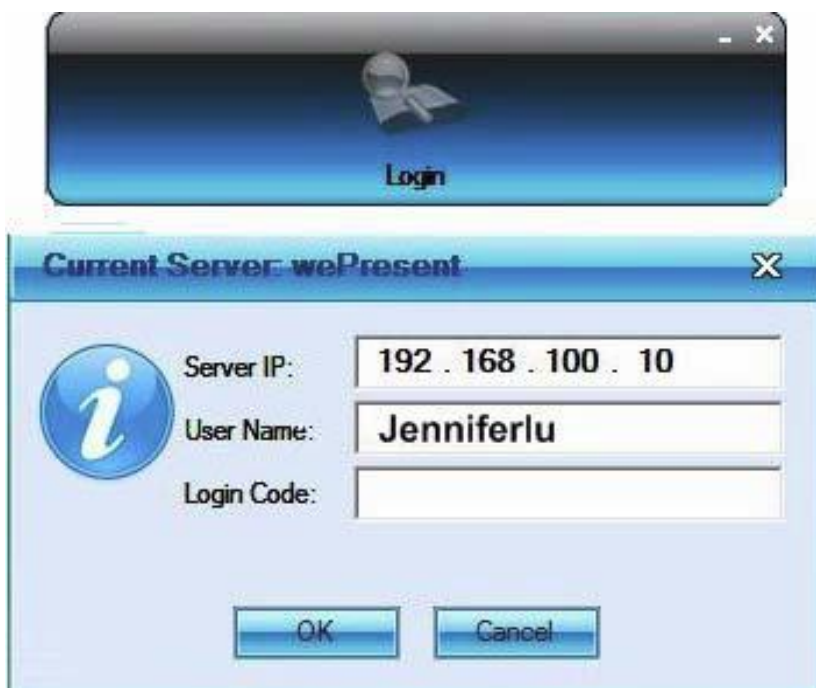 Login
Current Server: wePresent
Server IP: 192 . 168 . 100 . 10
User Name: Jenniferlu
Login Code:
OK Cancel